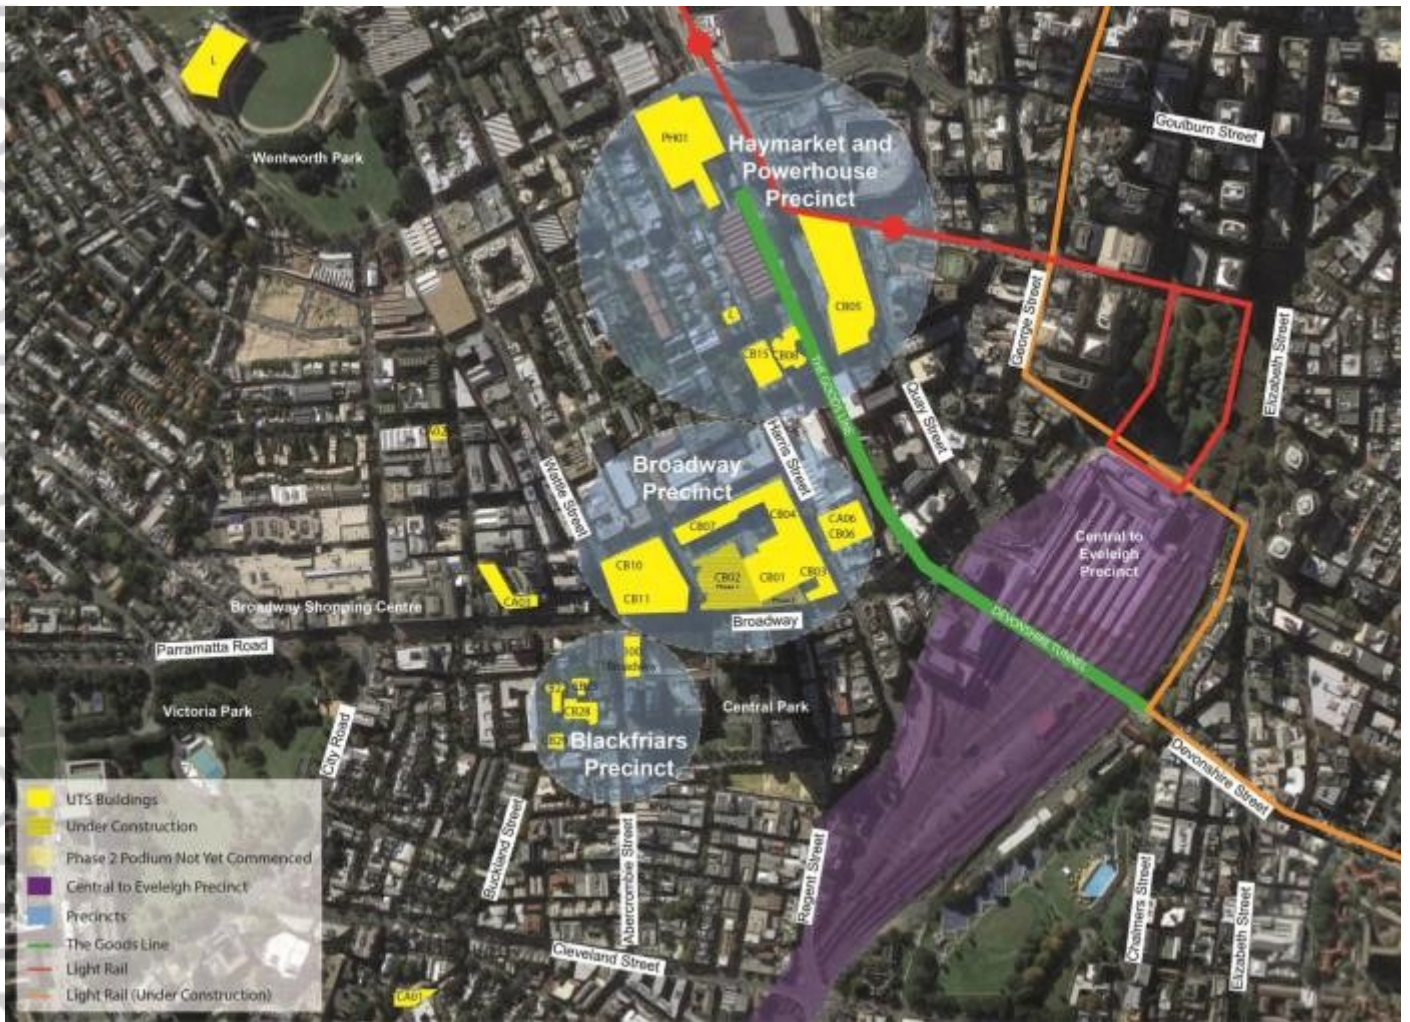 L
Wentworth Park
PH01
Haymarket and
Powerhouse
Precinct
Goulburn Street
CB05
George Street
Elizabeth Street
CB15
CB08
THE GOODS LINE
Quay Street
Harris Street
Wattle Street
Broadway
Precinct
CB07
CB04
CA06
CB06
CB10
CB11
CB02
CB01
CB03
Broadway
Central to
Eveleigh
Precinct
DEVONSHIRE TUNNEL
CA03
Broadway Shopping Centre
Parramatta Road
Victoria Park
City Road
100
Broadway
CB28
Blackfriars
Precinct
Central Park
Devonshire Street
Buckland Street
Abercrombie Street
Regent Street
Chalmers Street
Elizabeth Street
Cleveland Street
CA01
UTS Buildings
Under Construction
Phase 2 Podium Not Yet Commenced
Central to Eveleigh Precinct
Precincts
The Goods Line
Light Rail
Light Rail (Under Construction)